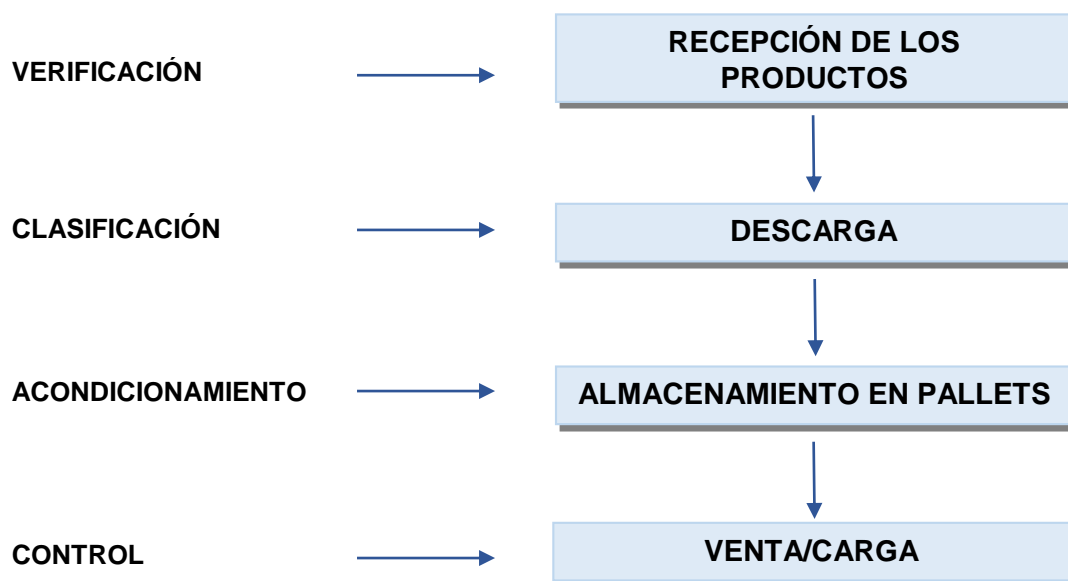 VERIFICACIÓN
RECEPCIÓN DE LOS
PRODUCTOS
CLASIFICACIÓN
DESCARGA
ACONDICIONAMIENTO
ALMACENAMIENTO EN PALLETS
CONTROL
VENTA/CARGA